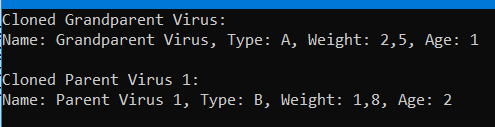 Cloned Grandparent Virus:
Name: Grandparent Virus, Type: A, Weight: 2,5, Age: 1
Cloned Parent Virus 1:
Name: Parent Virus 1, Type: B, Weight: 1,8, Age: 2